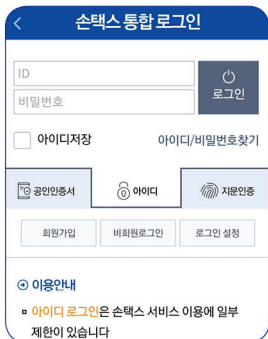 손택스 통합 로그인
ID
비밀번호
로그인
아이디저장
아이디/비밀번호찾기
공인인증서
아이디
지문인증
회원가입
비회원로그인
로그인 설정
이용안내
아이디 로그인은 손택스 서비스 이용에 일부
제한이 있습니다